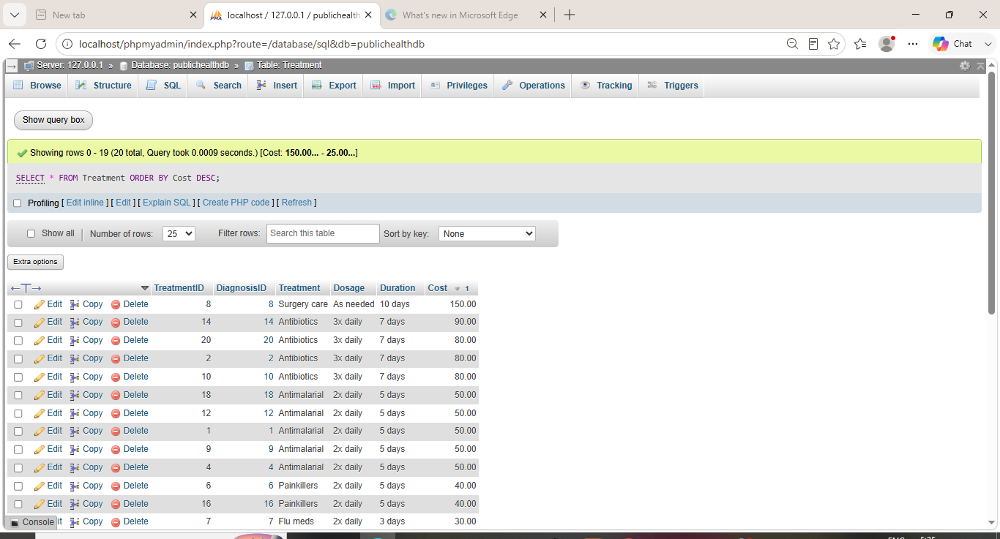 New tab
localhost / 127.0.0.1 / publichealth
What's new in Microsoft Edge
localhost/phpmyadmin/index.php?route=/database/sql&db=publichealthdb
Chat
Server: 127.0.0.1 » Database: publichealthdb » Table: Treatment
Browse Structure SQL Search Insert Export Import Privileges Operations Tracking Triggers
Show query box
Showing rows 0 - 19 (20 total, Query took 0.0009 seconds.) [Cost: 150.00... - 25.00...]
SELECT * FROM Treatment ORDER BY Cost DESC;
Profiling [ Edit inline ] [ Edit ] [ Explain SQL ] [ Create PHP code ] [ Refresh ]
Show all | Number of rows: 25 Filter rows: Search this table Sort by key: None
Extra options
←T→ TreatmentID DiagnosisID Treatment Dosage Duration Cost 1
Edit Copy Delete 8 8 Surgery care As needed 10 days 150.00
Edit Copy Delete 14 14 Antibiotics 3x daily 7 days 90.00
Edit Copy Delete 20 20 Antibiotics 3x daily 7 days 80.00
Edit Copy Delete 2 2 Antibiotics 3x daily 7 days 80.00
Edit Copy Delete 10 10 Antibiotics 3x daily 7 days 80.00
Edit Copy Delete 18 18 Antimalarial 2x daily 5 days 50.00
Edit Copy Delete 12 12 Antimalarial 2x daily 5 days 50.00
Edit Copy Delete 1 1 Antimalarial 2x daily 5 days 50.00
Edit Copy Delete 9 9 Antimalarial 2x daily 5 days 50.00
Edit Copy Delete 4 4 Antimalarial 2x daily 5 days 50.00
Edit Copy Delete 6 6 Painkillers 2x daily 5 days 40.00
Edit Copy Delete 16 16 Painkillers 2x daily 5 days 40.00
Console it Copy Delete 7 7 Flu meds 2x daily 3 days 30.00